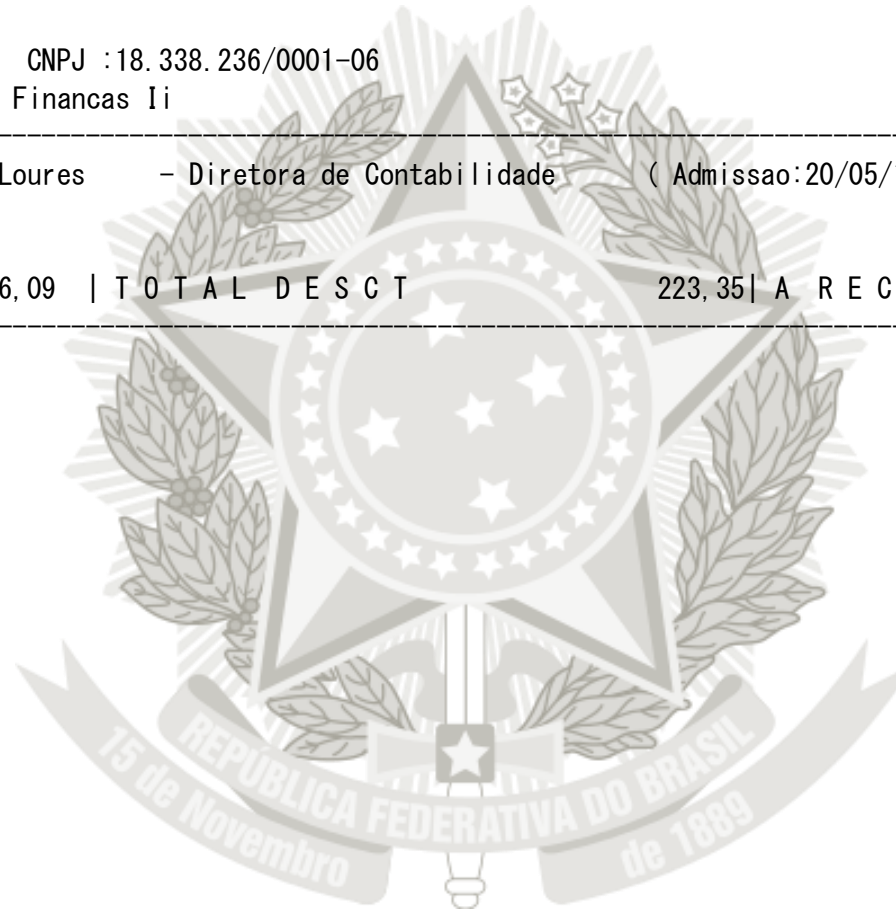 CNPJ :18.338.236/0001-06
Financas Ii
Loures - Diretora de Contabilidade ( Admissao:20/05/
6,09 | T O T A L D E S C T 223,35| A R E C
REPÚBLICA FEDERATIVA DO BRASIL
15 de Novembro de 1889